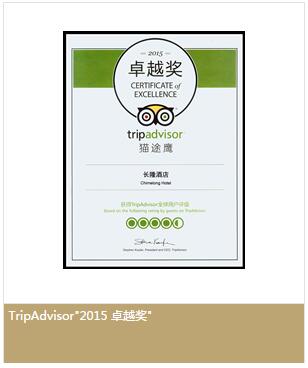 2015
卓越奖
CERTIFICATE of
EXCELLENCE
tripadvisor®
猫途鹰
长隆酒店
Chimelong Hotel
获得TripAdvisor全球用户评级
Based on the following rating by guests on TripAdvisor
Stephen Kaufer, President and CEO, TripAdvisor
TripAdvisor"2015 卓越奖"